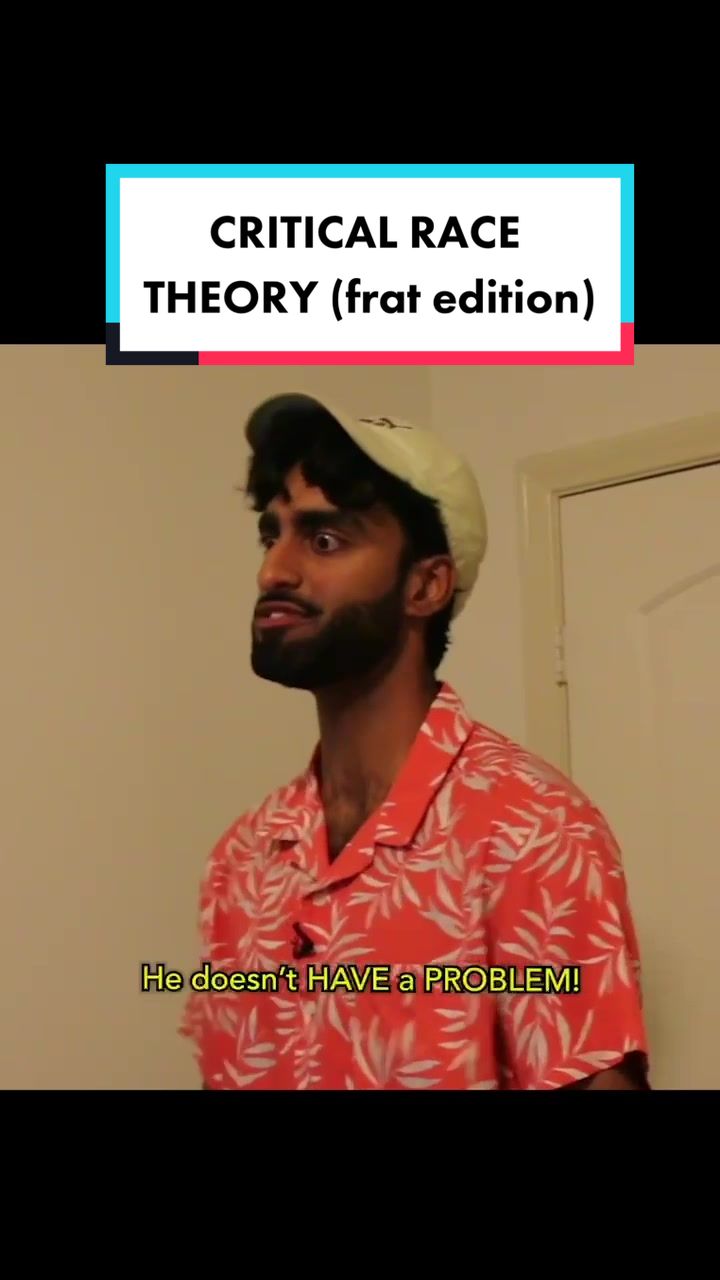 CRITICAL RACE
THEORY (frat edition)
He doesn't HAVE a PROBLEM!